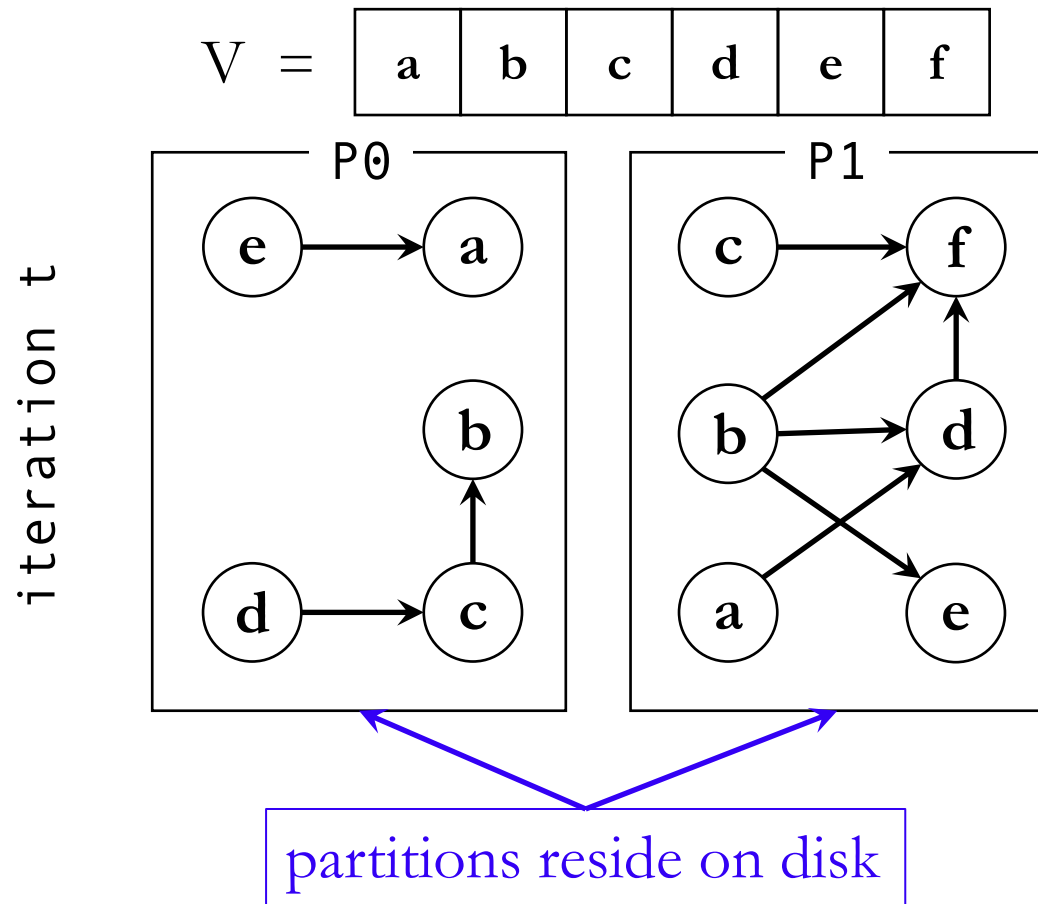 V = a b c d e f
P0 P1
iteration t
e a c f
b b d
d c a e
partitions reside on disk